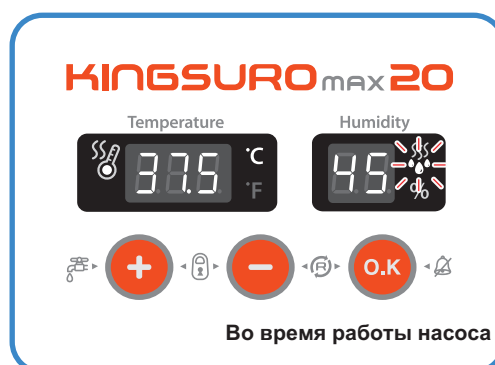 KINGSURO max 20
Temperature Humidity
37.5 °C °F 45 %
+ - R O.K
Во время работы насоса